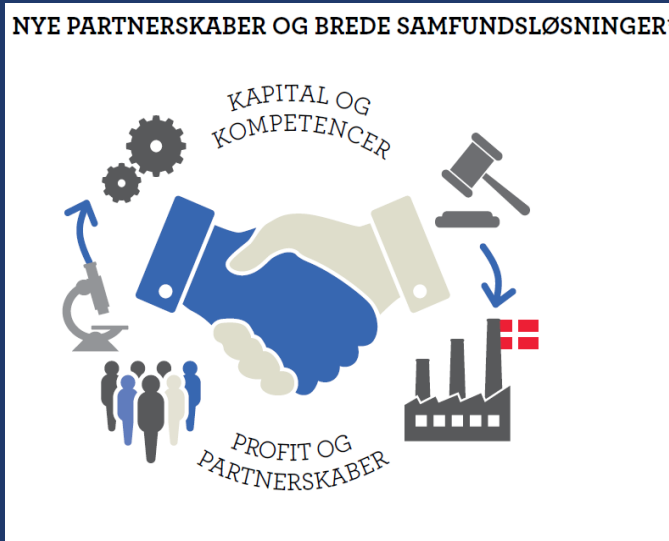 NYE PARTNERSKABER OG BREDE SAMFUNDSLØSNINGER
KAPITAL OG
KOMPETENCER
PROFIT OG
PARTNERSKABER